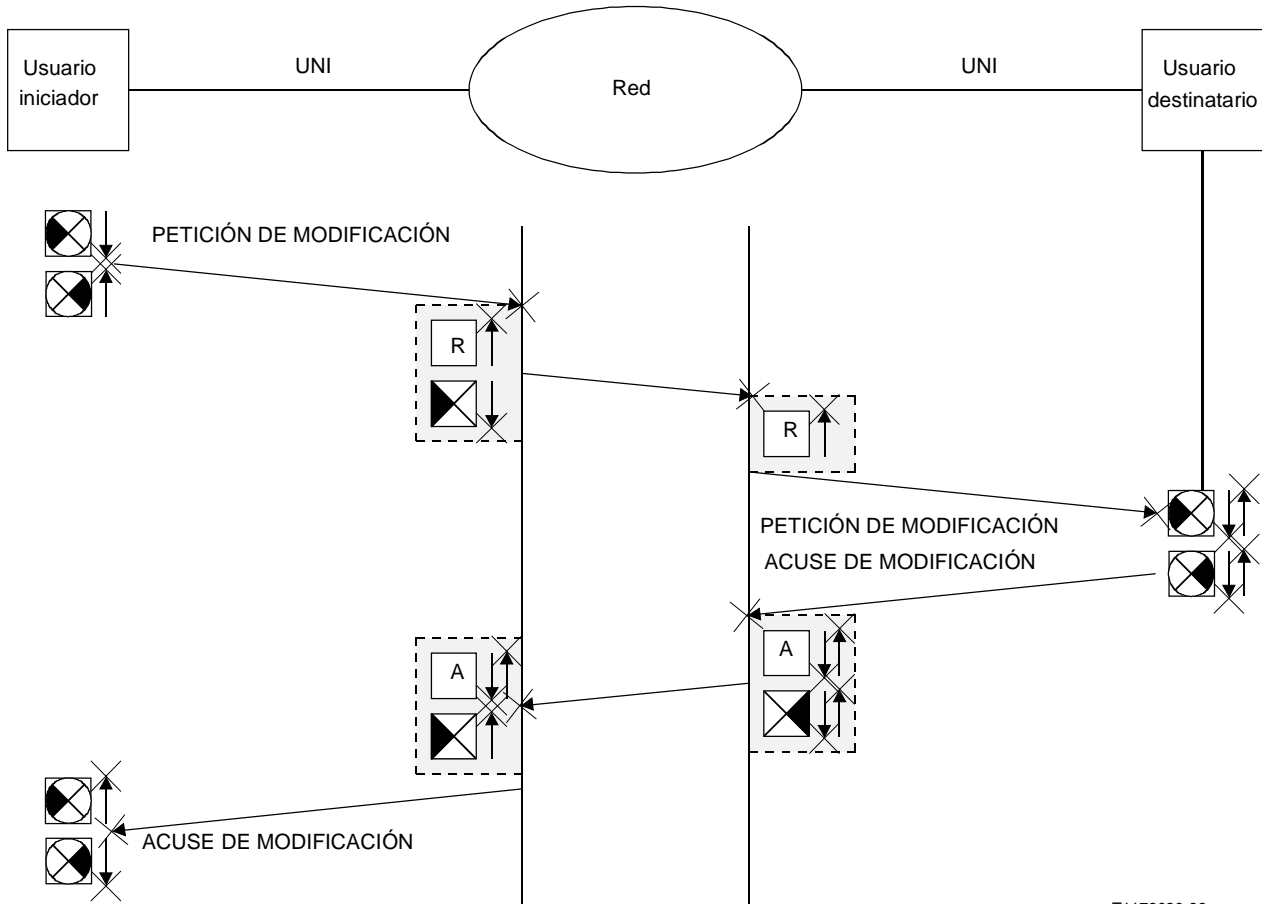 Usuario
iniciador
UNI
Red
UNI
Usuario
destinatario
PETICIÓN DE MODIFICACIÓN
R
R
PETICIÓN DE MODIFICACIÓN
ACUSE DE MODIFICACIÓN
A
A
ACUSE DE MODIFICACIÓN